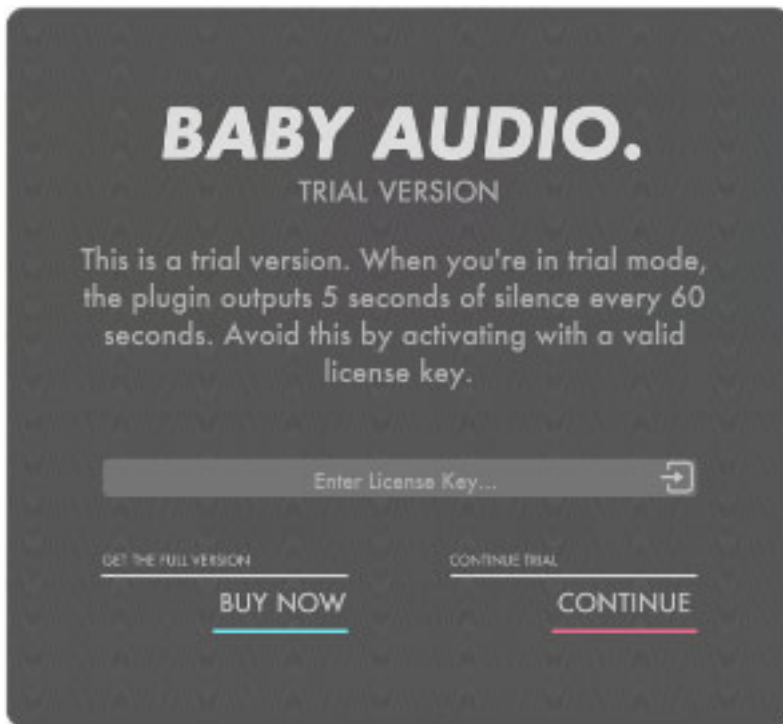 BABY AUDIO.
TRIAL VERSION
This is a trial version. When you're in trial mode,
the plugin outputs 5 seconds of silence every 60
seconds. Avoid this by activating with a valid
license key.
Enter License Key...
GET THE FULL VERSION
BUY NOW
CONTINUE TRIAL
CONTINUE